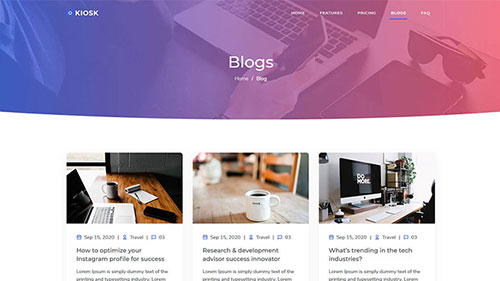 KIOSK
HOME FEATURES PRICING BLOGS FAQ
Blogs
Home / Blog
DO
MORE.
Sep 15, 2020 | Travel | 03
How to optimize your
Instagram profile for success
Lorem Ipsum is simply dummy text of the
printing and typesetting industry. Lorem
Sep 15, 2020 | Travel | 03
Research & development
advisor success innovator
Lorem Ipsum is simply dummy text of the
printing and typesetting industry. Lorem
Sep 15, 2020 | Travel | 03
What's trending in the tech
industries?
Lorem Ipsum is simply dummy text of the
printing and typesetting industry. Lorem